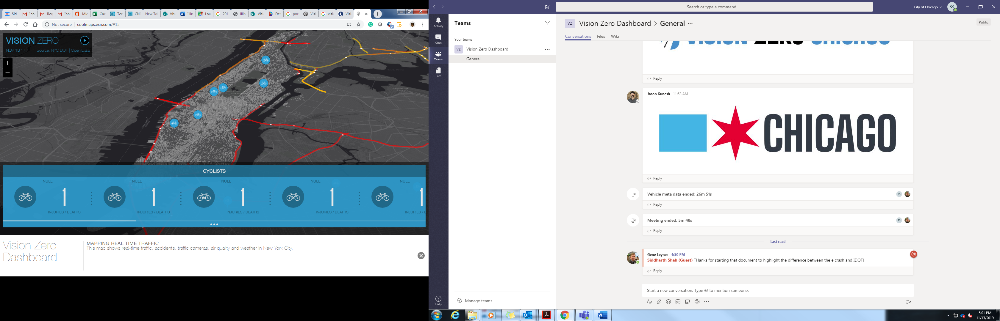 Sid
Inb
Rec
Inb
Mic
Cra
Tec
CN
New Ta
Visi
Illin
Lou
201
illin
Visi
Der
por
Visi
visi
Visi
Not secure
coolmaps.esri.com/#13
2
VISION ZERO
NOV 13 17:1
Source: NYC DOT | Open Data
+
–
CYCLISTS
NULL
NULL
NULL
NULL
NULL
1
1
1
1
1
INJURIES / DEATHS
INJURIES / DEATHS
INJURIES / DEATHS
INJURIES / DEATHS
INJURIES / D
Vision Zero
Dashboard
MAPPING REAL TIME TRAFFIC
This map shows real-time traffic, accidents, traffic cameras, air quality and weather in New York City.
Search or type a command
City of Chicago
SS
Activity
Chat
Teams
Files
Help
Teams
Your teams
VZ
Vision Zero Dashboard
General
Manage teams
VZ
Vision Zero Dashboard > General
Public
Conversations
Files
Wiki
VISION ZERO CHICAGO
Reply
Jason Kunesh 11:53 AM
CHICAGO
Reply
Vehicle meta data ended: 26m 51s
SS
Reply
Meeting ended: 5m 48s
SS
Reply
Last read
Gene Leynes 4:50 PM
Siddharth Shah (Guest) THanks for starting that document to highlight the difference between the e crash and IDOT!
Reply
Start a new conversation. Type @ to mention someone.
GIF
5:01 PM
11/13/2019